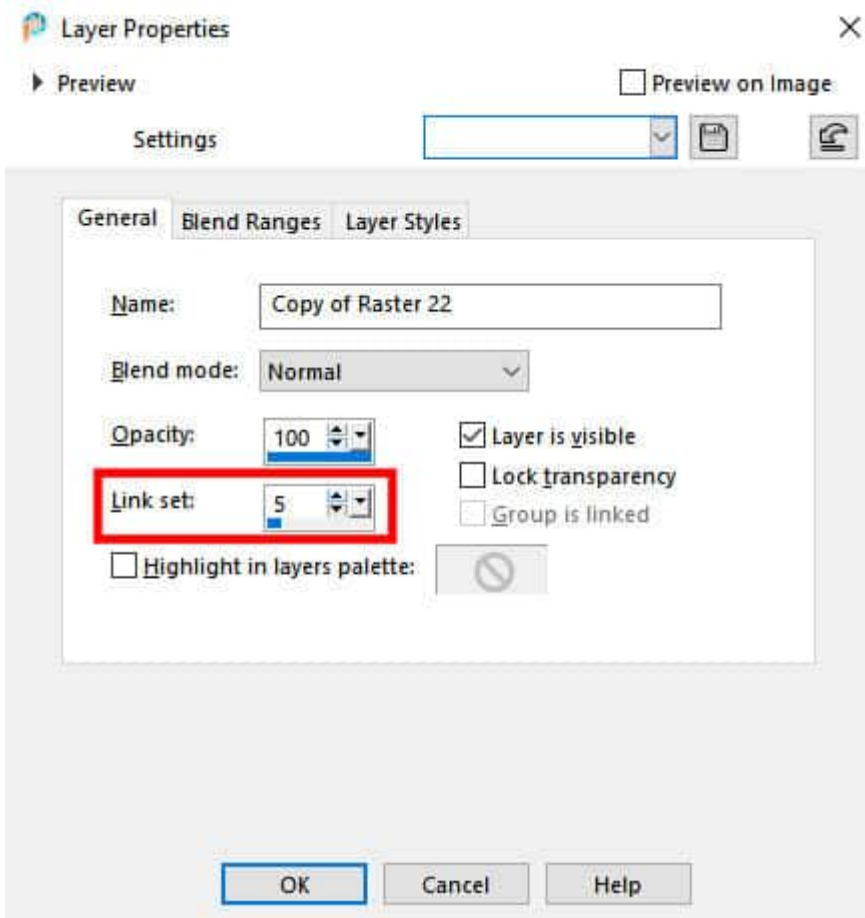 Layer Properties
Preview
Preview on Image
Settings
General Blend Ranges Layer Styles
Name: Copy of Raster 22
Blend mode: Normal
Opacity: 100
Layer is visible
Lock transparency
Link set: 5
Group is linked
Highlight in layers palette:
OK Cancel Help